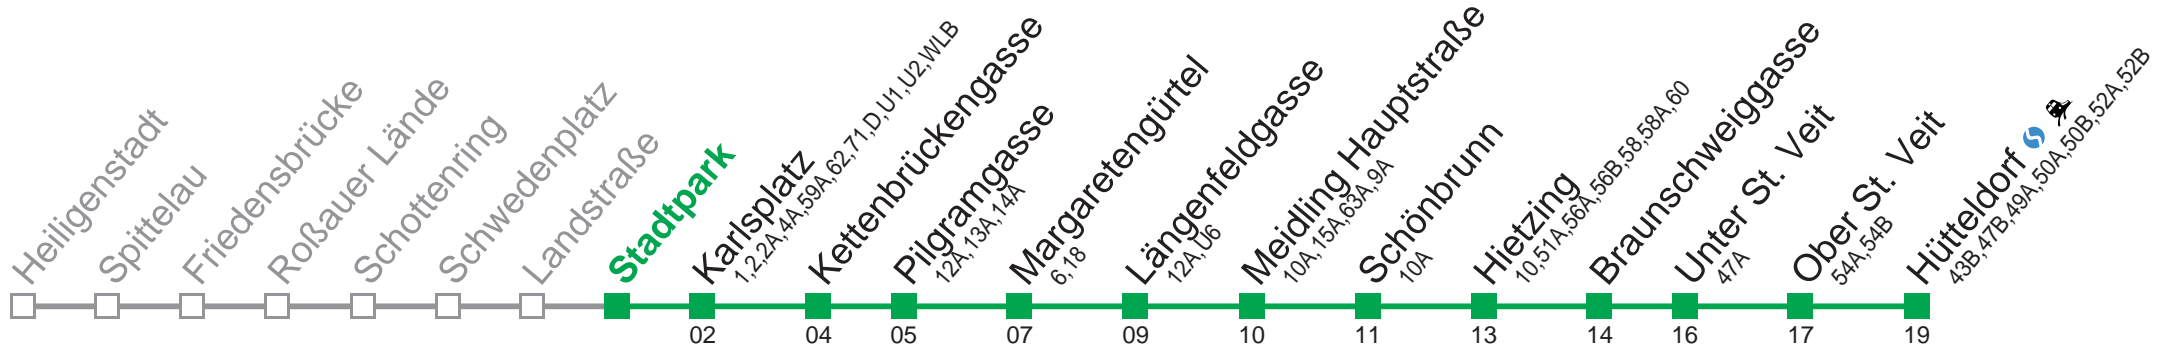 Heiligenstadt
Spittelau
Friedensbrücke
Roßauer Lände
Schottenring
Schwedenplatz
Landstraße
Stadtpark
Karlsplatz
1,2,2A,4A,59A,62,71,D,U1,U2,WLB
Kettenbrückengasse
Pilgramgasse
12A,13A,14A
Margaretengürtel
6,18
Längenfeldgasse
12A,U6
Meidling Hauptstraße
10A,15A,63A,9A
Schönbrunn
10A
Hietzing
10,51A,56A,56B,58,58A,60
Braunschweiggasse
Unter St. Veit
47A
Ober St. Veit
54A,54B
Hütteldorf
43B,47B,49A,50A,50B,52A,52B
02 04 05 07 09 10 11 13 14 16 17 19